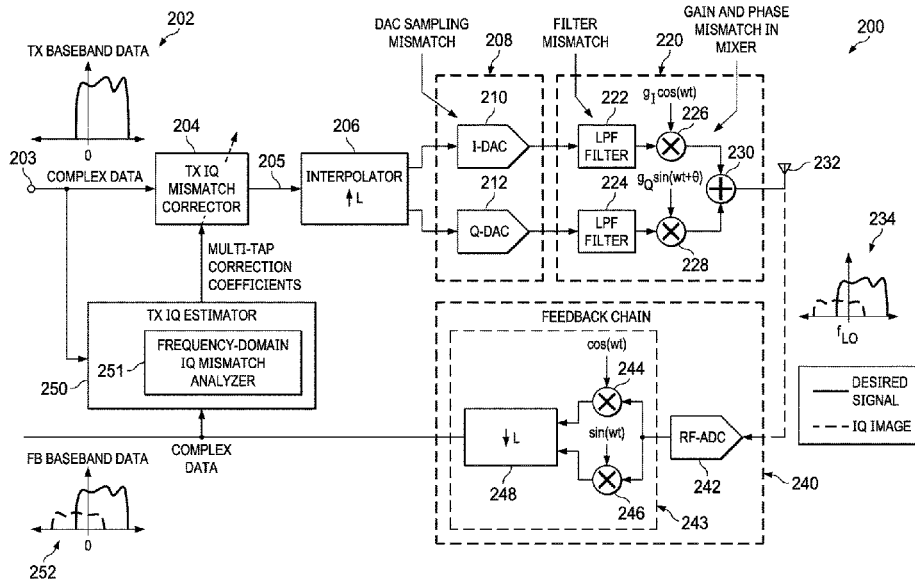 202
TX BASEBAND DATA
0
203
COMPLEX DATA
204
TX IQ
MISMATCH
CORRECTOR
205
206
INTERPOLATOR
↑ L
DAC SAMPLING
MISMATCH
208
210
I-DAC
212
Q-DAC
FILTER
MISMATCH
GAIN AND PHASE
MISMATCH IN
MIXER
220
200
222
LPF
FILTER
g_I cos(wt)
226
224
LPF
FILTER
g_Q sin(wt+θ)
228
230
232
234
f_LO
MULTI-TAP
CORRECTION
COEFFICIENTS
TX IQ ESTIMATOR
251
FREQUENCY-DOMAIN
IQ MISMATCH
ANALYZER
250
FEEDBACK CHAIN
cos(wt)
244
sin(wt)
246
↓ L
248
RF-ADC
242
240
243
DESIRED
SIGNAL
IQ IMAGE
COMPLEX
DATA
FB BASEBAND DATA
0
252